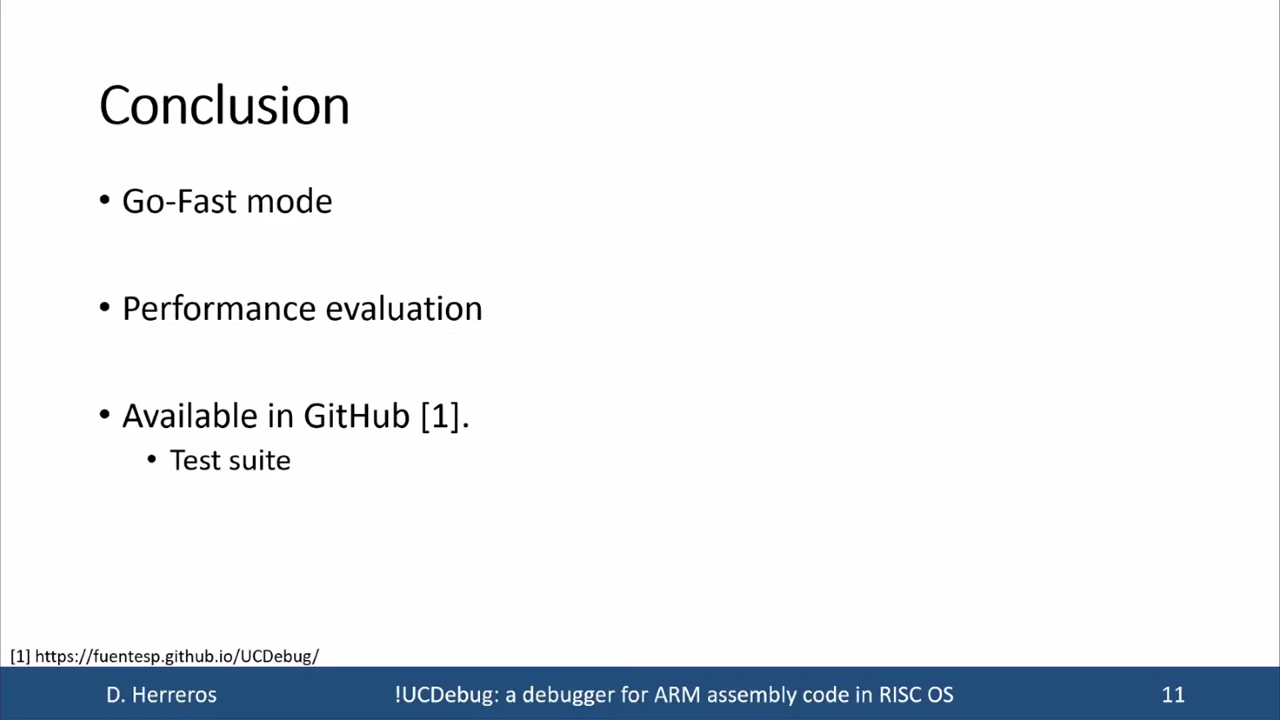 Conclusion
• Go-Fast mode
• Performance evaluation
• Available in GitHub [1].
• Test suite
[1] https://fuentesp.github.io/UCDebug/
D. Herreros
!UCDebug: a debugger for ARM assembly code in RISC OS
11